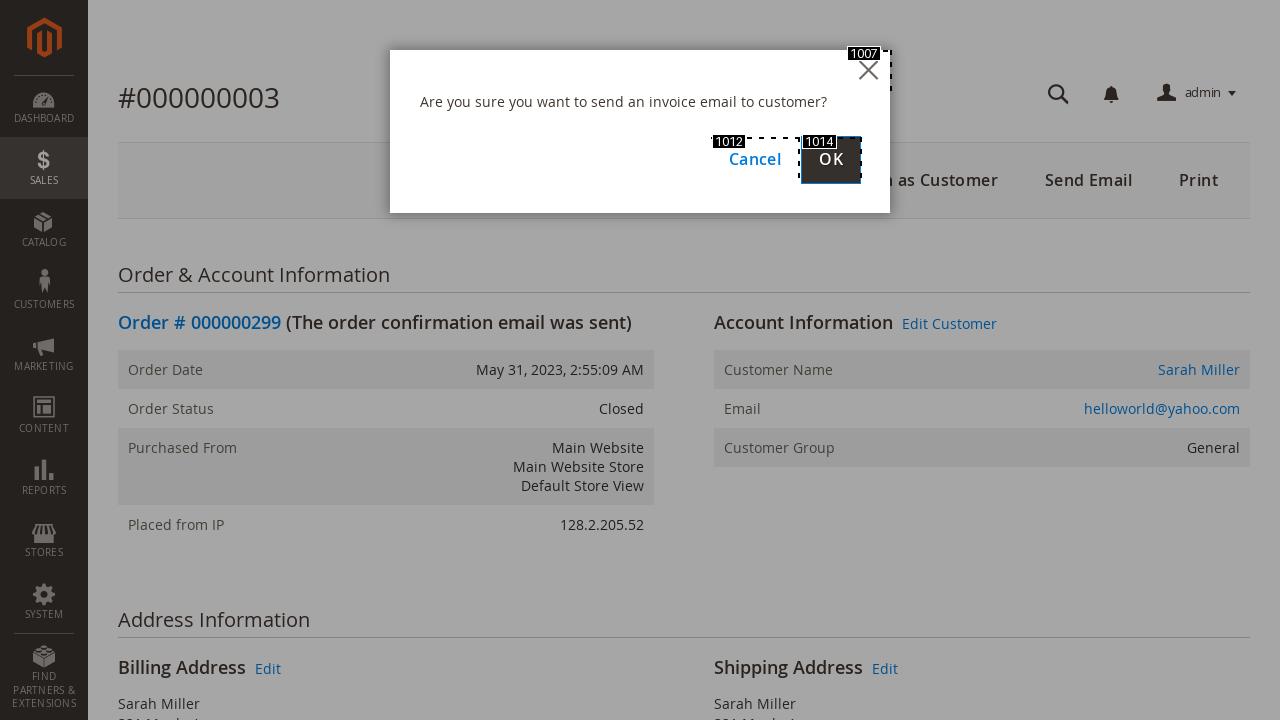 1007
Are you sure you want to send an invoice email to customer?
1012
Cancel
1014
OK
#000000003
admin
as Customer
Send Email
Print
DASHBOARD
$
SALES
CATALOG
CUSTOMERS
MARKETING
CONTENT
REPORTS
STORES
SYSTEM
FIND
PARTNERS &
EXTENSIONS
Order & Account Information
Order # 000000299 (The order confirmation email was sent)
Order Date May 31, 2023, 2:55:09 AM
Order Status Closed
Purchased From Main Website
Main Website Store
Default Store View
Placed from IP 128.2.205.52
Account Information Edit Customer
Customer Name Sarah Miller
Email helloworld@yahoo.com
Customer Group General
Address Information
Billing Address Edit
Sarah Miller
Shipping Address Edit
Sarah Miller